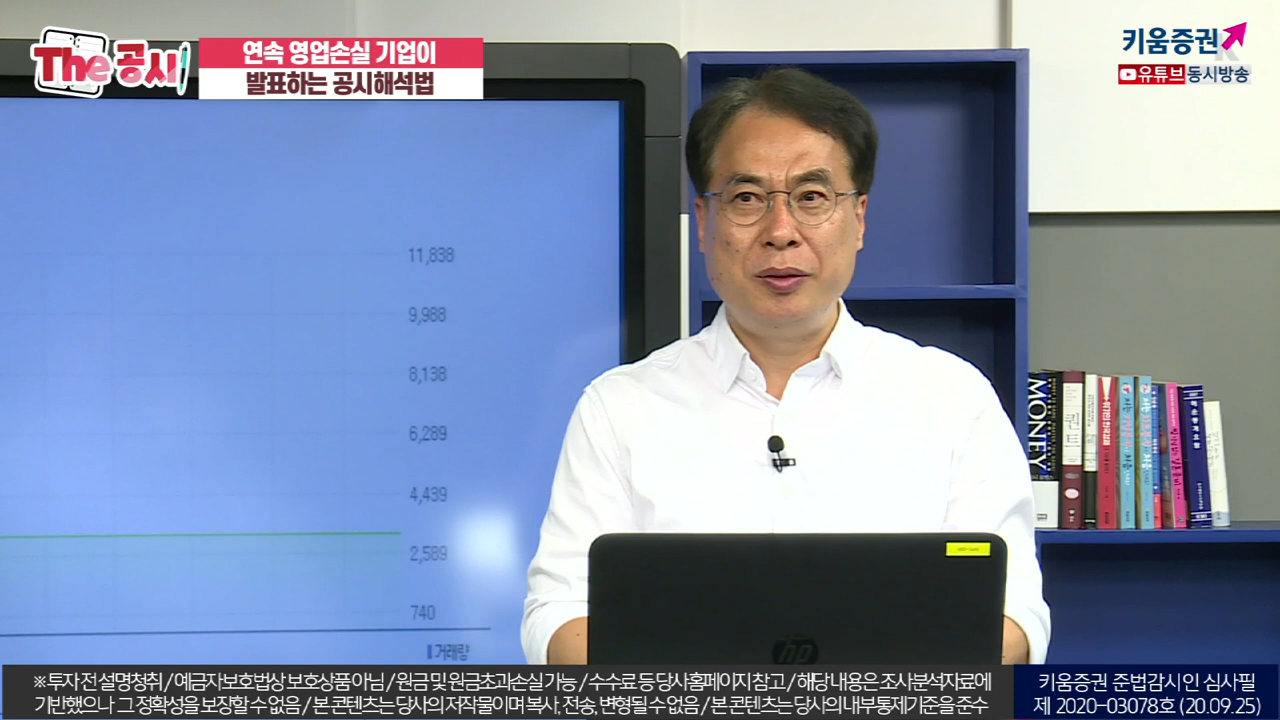 The 공시
연속 영업손실 기업이
발표하는 공시해석법
키움증권
유튜브동시방송
11,838
9,988
8,138
6,289
4,439
2,589
740
거래량
MONEY
퀀트
hp
※ 투자 전 설명청취 / 예금자보호법상 보호상품 아님 / 원금 및 원금초과손실 가능 / 수수료 등 당사홈페이지 참고 / 해당 내용은 조사분석자료에
기반했으나 그 정확성을 보장할 수 없음 / 본 콘텐츠는 당사의 저작물이며 복사, 전송, 변형될 수 없음 / 본 콘텐츠는 당사의 내부통제기준을 준수
키움증권 준법감시인 심사필
제 2020-03078호 (20.09.25)